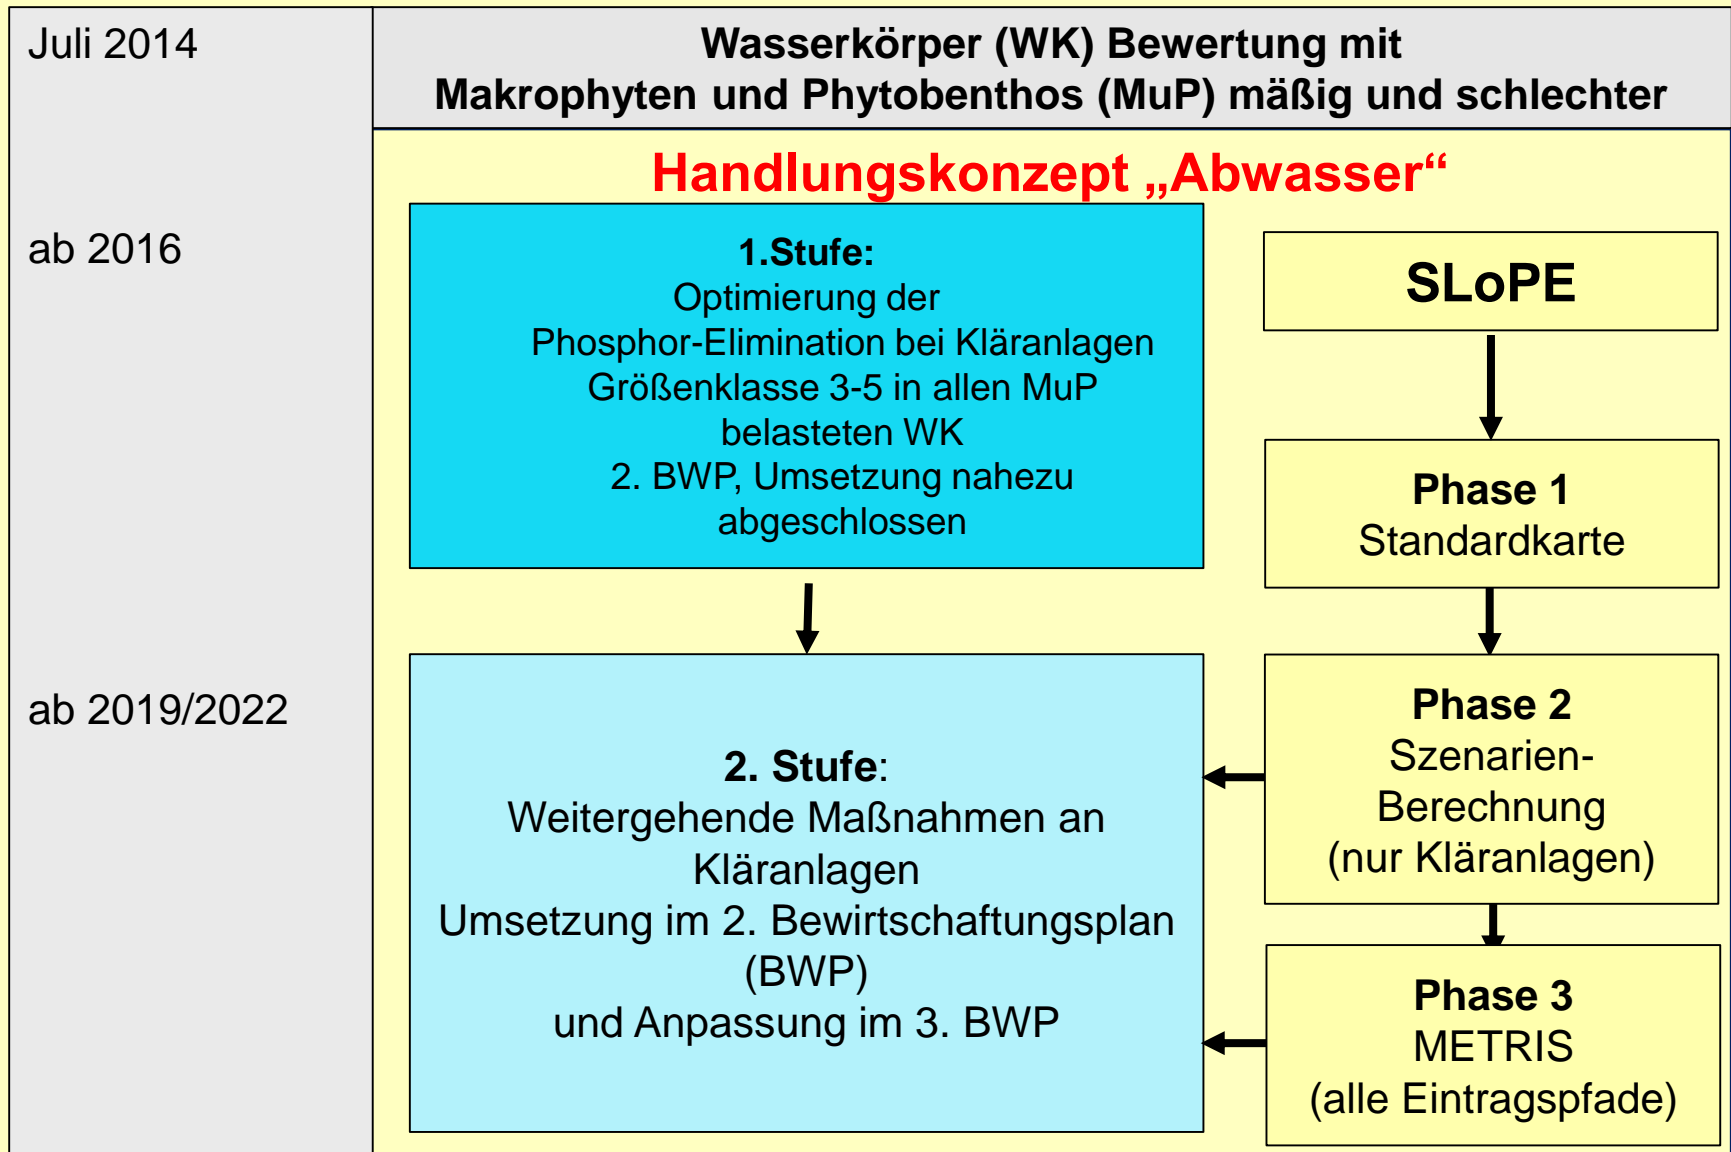 Juli 2014
Wasserkörper (WK) Bewertung mit
Makrophyten und Phytobenthos (MuP) mäßig und schlechter
Handlungskonzept „Abwasser“
ab 2016
1.Stufe:
Optimierung der
Phosphor-Elimination bei Kläranlagen
Größenklasse 3-5 in allen MuP
belasteten WK
2. BWP, Umsetzung nahezu
abgeschlossen
SLoPE
Phase 1
Standardkarte
ab 2019/2022
2. Stufe:
Weitergehende Maßnahmen an
Kläranlagen
Umsetzung im 2. Bewirtschaftungsplan
(BWP)
und Anpassung im 3. BWP
Phase 2
Szenarien-
Berechnung
(nur Kläranlagen)
Phase 3
METRIS
(alle Eintragspfade)